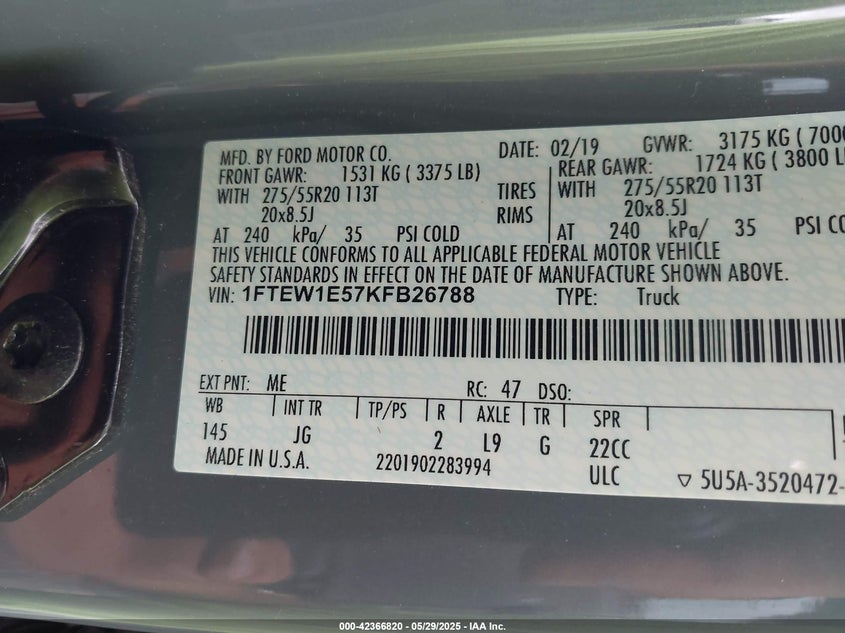 MFD. BY FORD MOTOR CO. DATE: 02/19 GVWR: 3175 KG ( 7000
FRONT GAWR: 1531 KG ( 3375 LB) REAR GAWR: 1724 KG ( 3800 L
WITH 275/55R20 113T TIRES WITH 275/55R20 113T
20x8.5J RIMS 20x8.5J
AT 240 kPa/ 35 PSI COLD AT 240 kPa/ 35 PSI CO
THIS VEHICLE CONFORMS TO ALL APPLICABLE FEDERAL MOTOR VEHICLE
SAFETY STANDARDS IN EFFECT ON THE DATE OF MANUFACTURE SHOWN ABOVE.
VIN: 1FTEW1E57KFB26788 TYPE: Truck
EXT PNT: ME RC: 47 DSO:
WB INT TR TP/PS R AXLE TR SPR
145 JG 2 L9 G 22CC
MADE IN U.S.A. 2201902283994 ULC ▽ 5U5A-3520472-
000-42366820 | 05/29/2025 - IAA Inc.